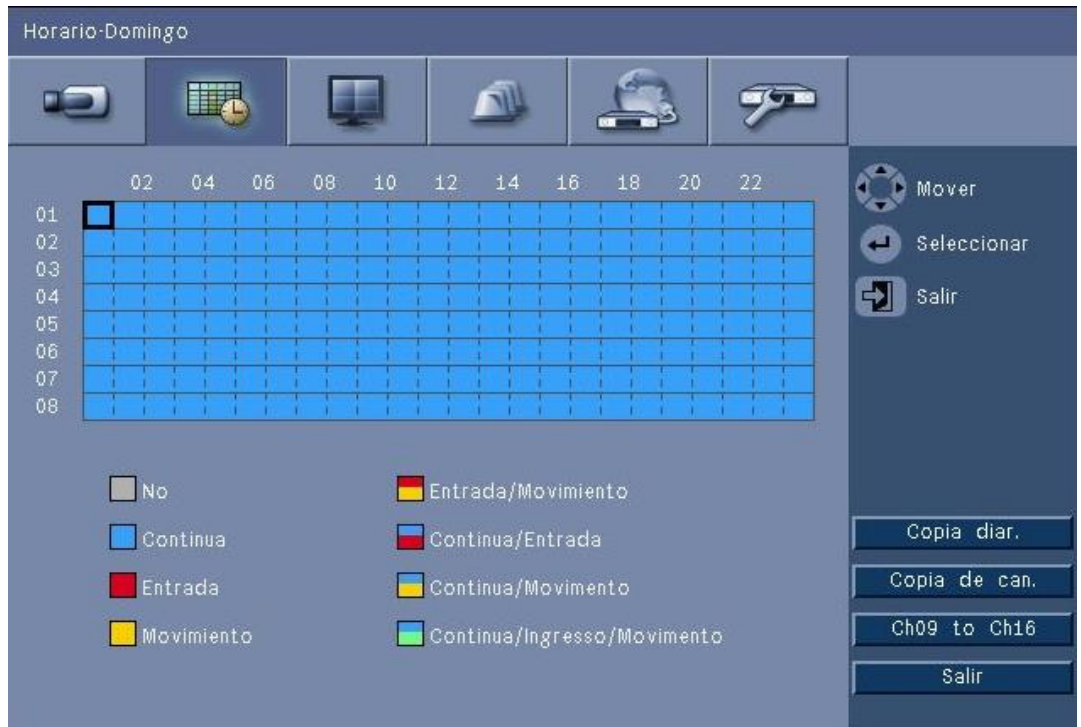 Horario-Domingo
02 04 06 08 10 12 14 16 18 20 22
01
02
03
04
05
06
07
08
Mover
Seleccionar
Salir
No
Continua
Entrada
Movimiento
Entrada/Movimiento
Continua/Entrada
Continua/Movimento
Continua/Ingresso/Movimento
Copia diar.
Copia de can.
Ch09 to Ch16
Salir